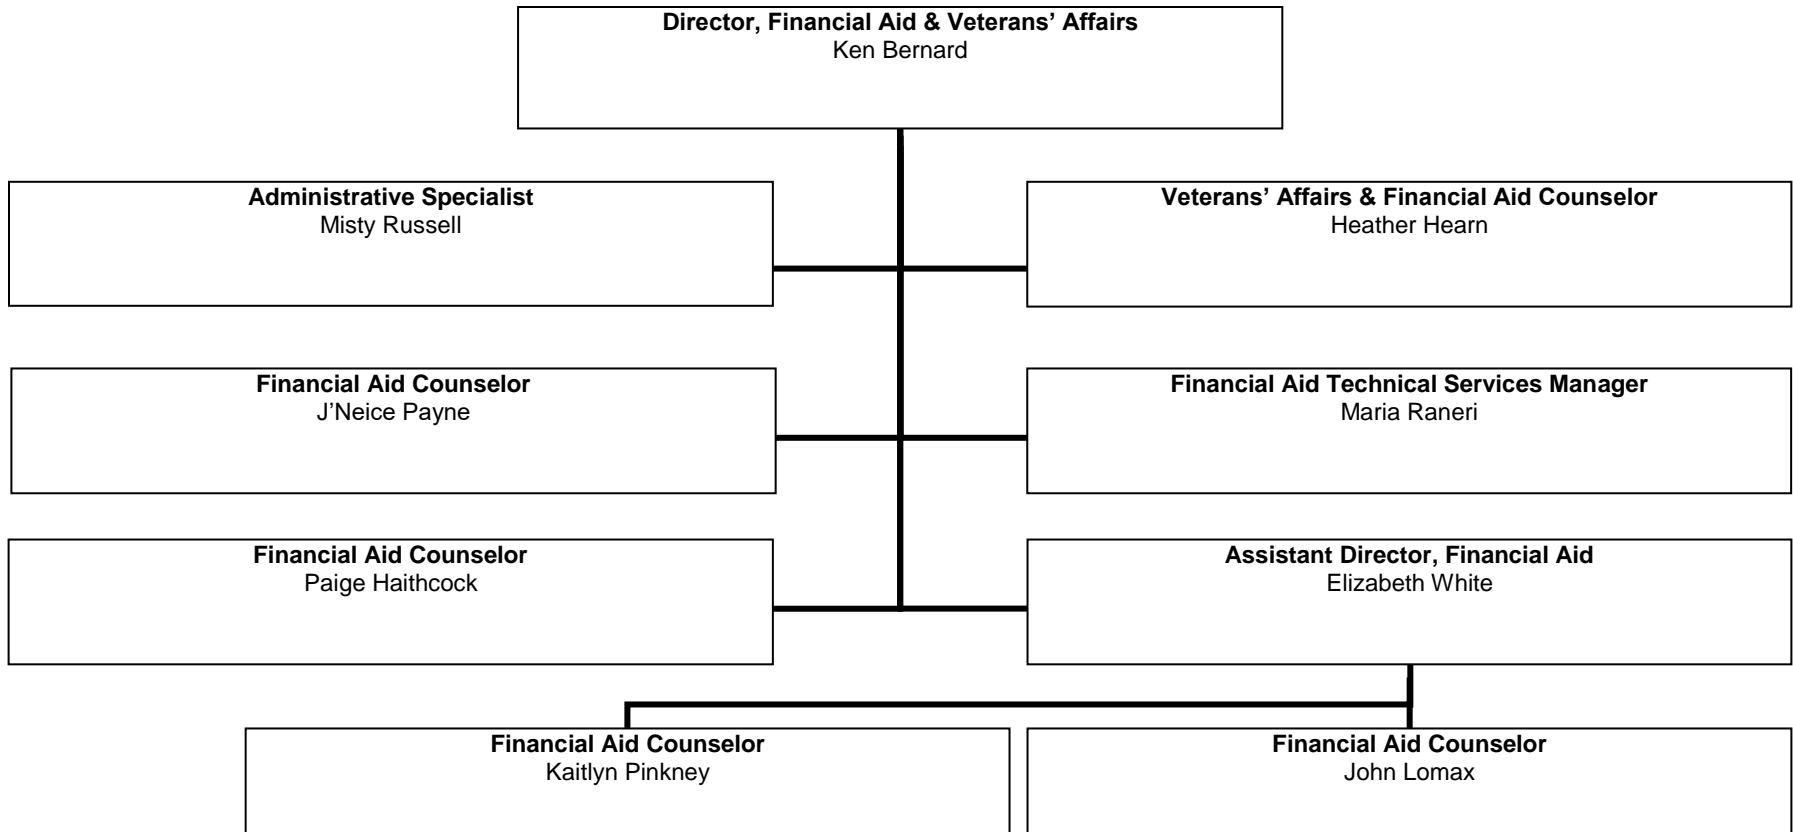 Director, Financial Aid & Veterans’ Affairs
Ken Bernard
Administrative Specialist
Misty Russell
Veterans’ Affairs & Financial Aid Counselor
Heather Hearn
Financial Aid Counselor
J’Neice Payne
Financial Aid Technical Services Manager
Maria Raneri
Financial Aid Counselor
Paige Haithcock
Assistant Director, Financial Aid
Elizabeth White
Financial Aid Counselor
Kaitlyn Pinkney
Financial Aid Counselor
John Lomax